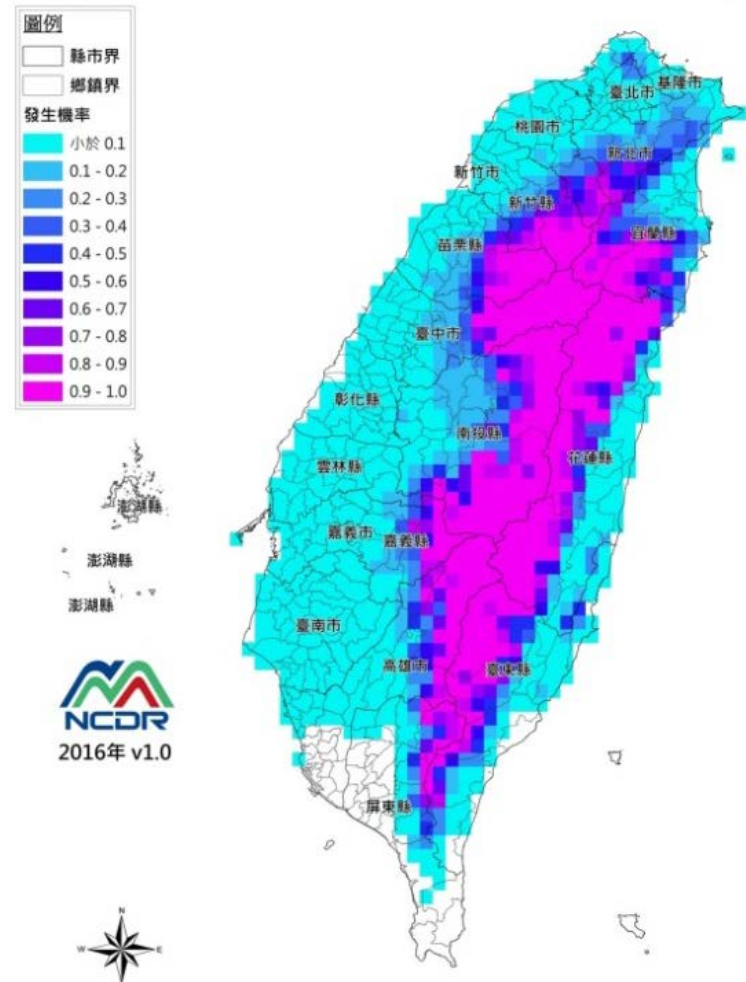 圖例
縣市界
鄉鎮界
發生機率
小於 0.1
0.1 - 0.2
0.2 - 0.3
0.3 - 0.4
0.4 - 0.5
0.5 - 0.6
0.6 - 0.7
0.7 - 0.8
0.8 - 0.9
0.9 - 1.0
基隆市
臺北市
桃園市
新北市
新竹市
新竹縣
宜蘭縣
苗栗縣
臺中市
彰化縣
南投縣
花蓮縣
雲林縣
澎湖縣
嘉義市
嘉義縣
澎湖縣
澎湖縣
臺南市
高雄市
臺東縣
NCDR
2016年 v1.0
屏東縣
N
W
E
S